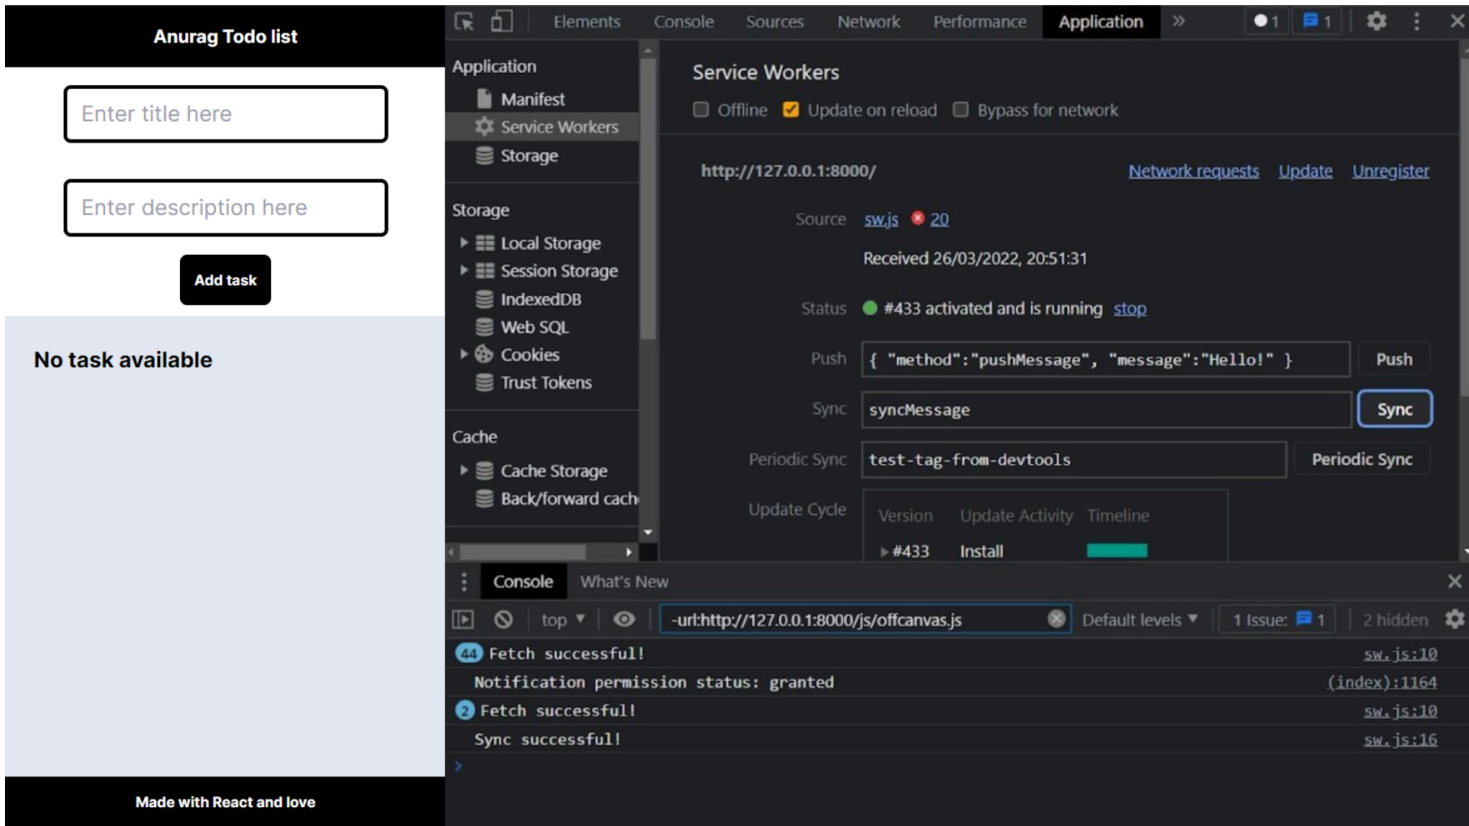 Anurag Todo list
Enter title here
Enter description here
Add task
No task available
Made with React and love
Elements Console Sources Network Performance Application » 1 1
Application
Manifest
Service Workers
Storage
Storage
Local Storage
Session Storage
IndexedDB
Web SQL
Cookies
Trust Tokens
Cache
Cache Storage
Back/forward cach
Service Workers
Offline Update on reload Bypass for network
http://127.0.0.1:8000/ Network requests Update Unregister
Source sw.js 20
Received 26/03/2022, 20:51:31
Status #433 activated and is running stop
Push { "method":"pushMessage", "message":"Hello!" } Push
Sync syncMessage Sync
Periodic Sync test-tag-from-devtools Periodic Sync
Update Cycle Version Update Activity Timeline
#433 Install
Console What's New
top -url:http://127.0.0.1:8000/js/offcanvas.js Default levels 1 Issue: 1 2 hidden
44 Fetch successful! sw.js:10
Notification permission status: granted (index):1164
2 Fetch successful! sw.js:10
Sync successful! sw.js:16
>